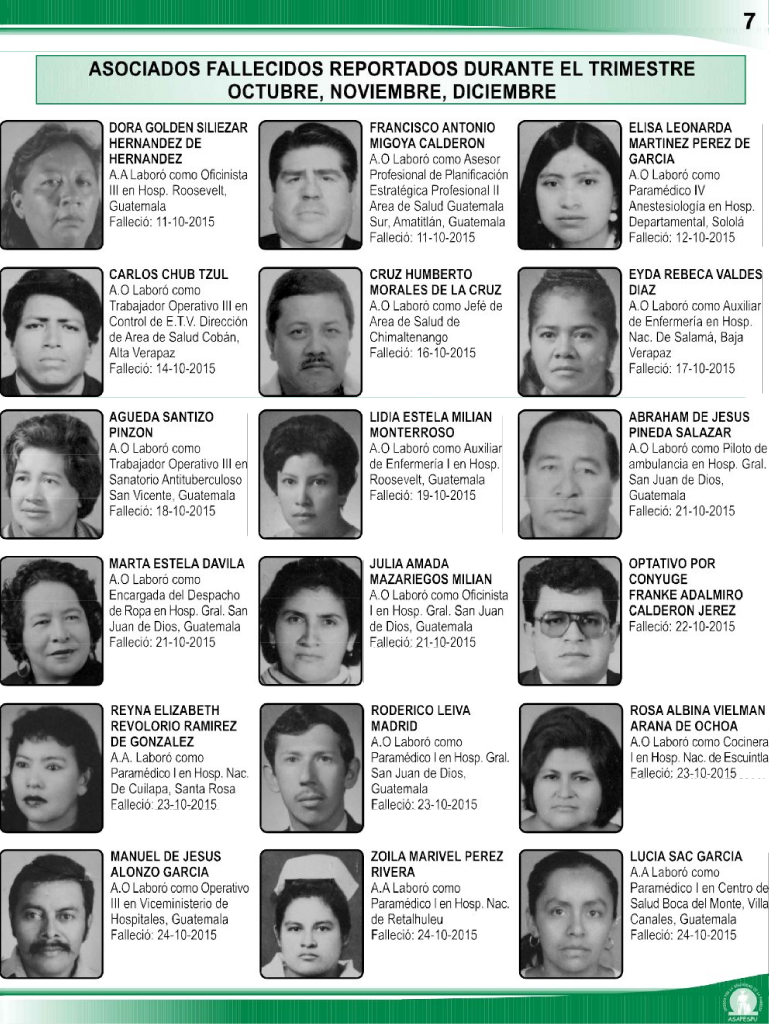 7
ASOCIADOS FALLECIDOS REPORTADOS DURANTE EL TRIMESTRE
OCTUBRE, NOVIEMBRE, DICIEMBRE
DORA GOLDEN SILIEZAR
HERNANDEZ DE
HERNANDEZ
A.A Laboró como Oficinista
III en Hosp. Roosevelt,
Guatemala
Falleció: 11-10-2015
FRANCISCO ANTONIO
MIGOYA CALDERON
A.O Laboró como Asesor
Profesional de Planificación
Estratégica Profesional II
Area de Salud Guatemala
Sur, Amatitlán, Guatemala
Falleció: 11-10-2015
ELISA LEONARDA
MARTINEZ PEREZ DE
GARCIA
A.O Laboró como
Paramédico IV
Anestesiología en Hosp.
Departamental, Sololá
Falleció: 12-10-2015
CARLOS CHUB TZUL
A.O Laboró como
Trabajador Operativo III en
Control de E.T.V. Dirección
de Area de Salud Cobán,
Alta Verapaz
Falleció: 14-10-2015
CRUZ HUMBERTO
MORALES DE LA CRUZ
A.O Laboró como Jefé de
Area de Salud de
Chimaltenango
Falleció: 16-10-2015
EYDA REBECA VALDES
DIAZ
A.O Laboró como Auxiliar
de Enfermería en Hosp.
Nac. De Salamá, Baja
Verapaz
Falleció: 17-10-2015
AGUEDA SANTIZO
PINZON
A.O Laboró como
Trabajador Operativo III en
Sanatorio Antituberculoso
San Vicente, Guatemala
Falleció: 18-10-2015
LIDIA ESTELA MILIAN
MONTERROSO
A.O Laboró como Auxiliar
de Enfermería I en Hosp.
Roosevelt, Guatemala
Falleció: 19-10-2015
ABRAHAM DE JESUS
PINEDA SALAZAR
A.O Laboró como Piloto de
ambulancia en Hosp. Gral.
San Juan de Dios,
Guatemala
Falleció: 21-10-2015
MARTA ESTELA DAVILA
A.O Laboró como
Encargada del Despacho
de Ropa en Hosp. Gral. San
Juan de Dios, Guatemala
Falleció: 21-10-2015
JULIA AMADA
MAZARIEGOS MILIAN
A.O Laboró como Oficinista
I en Hosp. Gral. San Juan
de Dios, Guatemala
Falleció: 21-10-2015
OPTATIVO POR
CONYUGE
FRANKE ADALMIRO
CALDERON JEREZ
Falleció: 22-10-2015
REYNA ELIZABETH
REVOLORIO RAMIREZ
DE GONZALEZ
A.A. Laboró como
Paramédico I en Hosp. Nac.
De Cuilapa, Santa Rosa
Falleció: 23-10-2015
RODERICO LEIVA
MADRID
A.O Laboró como
Paramédico I en Hosp. Gral.
San Juan de Dios,
Guatemala
Falleció: 23-10-2015
ROSA ALBINA VIELMAN
ARANA DE OCHOA
A.O Laboró como Cocinera
I en Hosp. Nac. de Escuintla
Falleció: 23-10-2015
MANUEL DE JESUS
ALONZO GARCIA
A.O Laboró como Operativo
III en Viceministerio de
Hospitales, Guatemala
Falleció: 24-10-2015
ZOILA MARIVEL PEREZ
RIVERA
A.A Laboró como
Paramédico I en Hosp. Nac.
de Retalhuleu
Falleció: 24-10-2015
LUCIA SAC GARCIA
A.A Laboró como
Paramédico I en Centro de
Salud Boca del Monte, Villa
Canales, Guatemala
Falleció: 24-10-2015